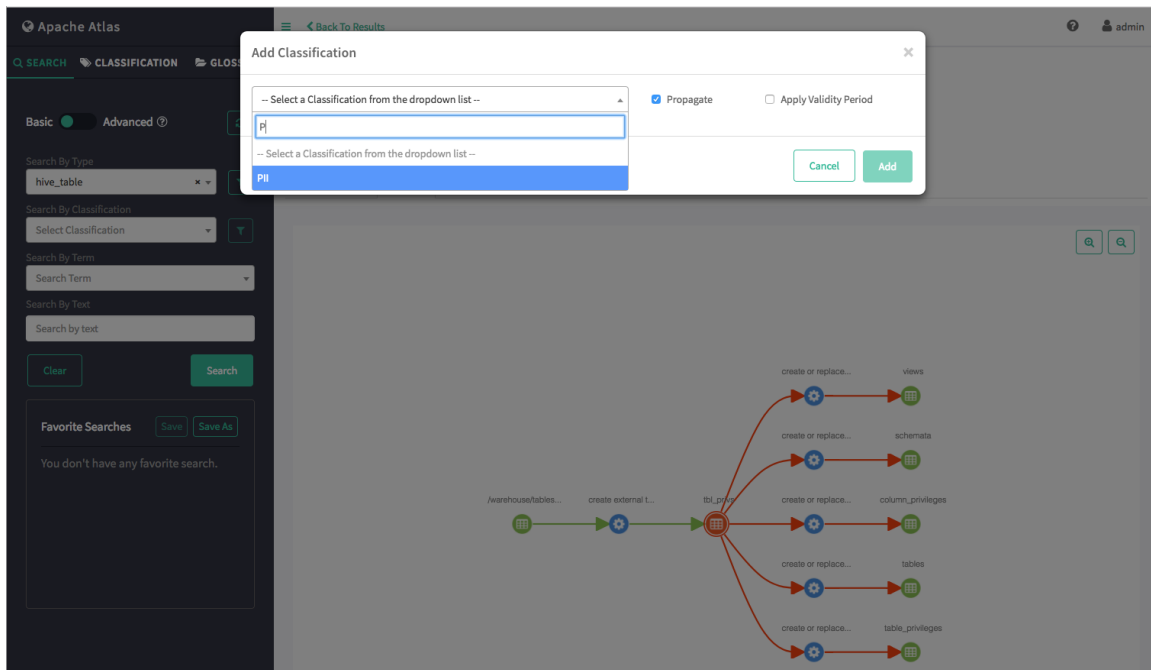 Apache Atlas
Back To Results
admin
SEARCH
CLASSIFICATION
GLOSS
Add Classification
×
-- Select a Classification from the dropdown list --
Propagate
Apply Validity Period
P
-- Select a Classification from the dropdown list --
PII
Cancel
Add
Basic
Advanced
Search By Type
hive_table
Search By Classification
Select Classification
Search By Term
Search Term
Search By Text
Search by text
Clear
Search
Favorite Searches
Save
Save As
You don't have any favorite search.
create or replace...
views
create or replace...
schemata
/warehouse/tables...
create external t...
tbl_privs
create or replace...
column_privileges
create or replace...
tables
create or replace...
table_privileges